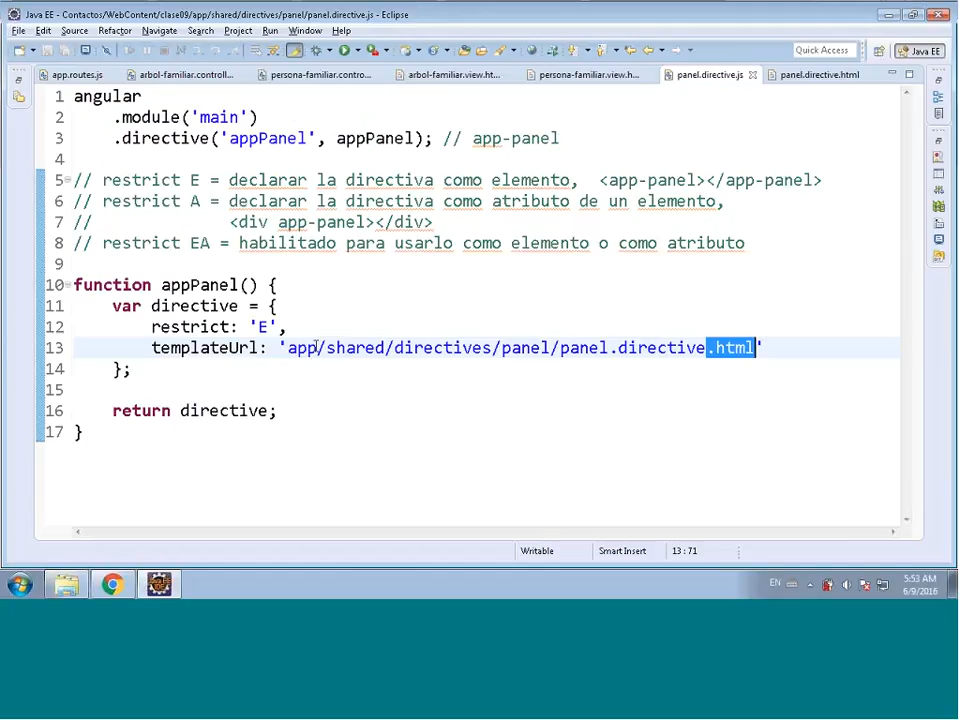 Java EE - Contactos/WebContent/clase09/app/shared/directives/panel/panel.directive.js - Eclipse
File Edit Source Refactor Navigate Search Project Run Window Help
Quick Access
Java EE
app.routes.js
arbol-familiar.controll...
persona-familiar.contro...
arbol-familiar.view.ht...
persona-familiar.view.h...
panel.directive.js
panel.directive.html
1 angular
2 .module('main')
3 .directive('appPanel', appPanel); // app-panel
4
5 // restrict E = declarar la directiva como elemento, <app-panel></app-panel>
6 // restrict A = declarar la directiva como atributo de un elemento,
7 // <div app-panel></div>
8 // restrict EA = habilitado para usarlo como elemento o como atributo
9
10 function appPanel() {
11 var directive = {
12 restrict: 'E',
13 templateUrl: 'app/shared/directives/panel/panel.directive.html'
14 };
15
16 return directive;
17 }
Writable
Smart Insert
13 : 71
EN
5:53 AM
6/9/2016